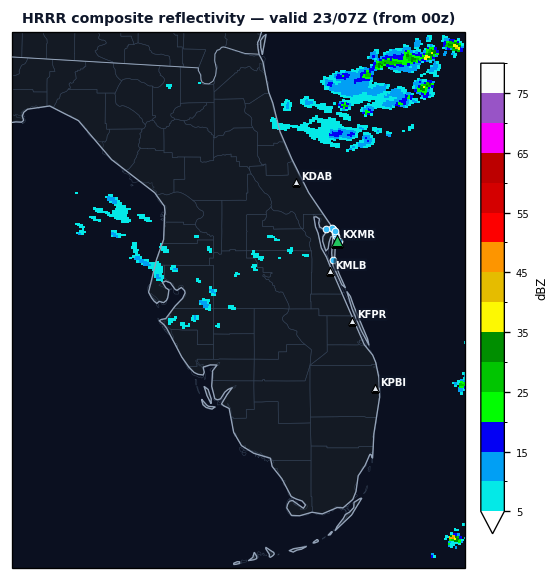 HRRR composite reflectivity — valid 23/07Z (from 00z)
KDAB
KXMR
KMLB
KFPR
KPBI
75
65
55
45
35
25
15
5
dBZ